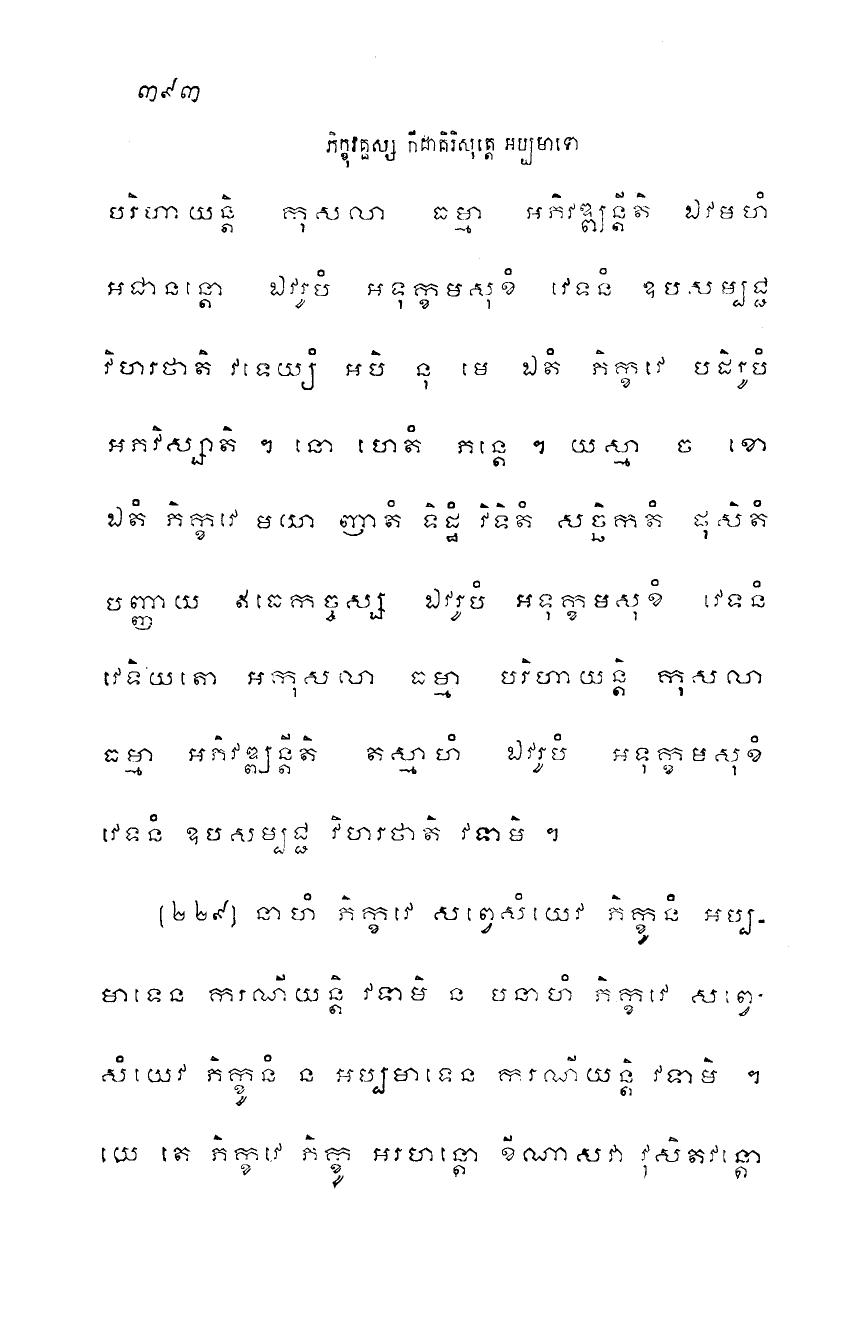 ៣៩៣
ភិក្ខុវគ្គស្ស កីដាគិរិសុត្តេ អប្បមាទោ
បរិហាយន្តិ កុសលា ធម្មា អភិវឌ្ឍន្តីតិ ឯវមហំ
អជានន្តោ ឯវរូបំ អទុក្ខមសុខំ វេទនំ ឧបសម្បជ្ជ
វិហរថាតិ វទេយ្យំ អបិ នុ មេ ឯតំ ភិក្ខវេ បដិរូបំ
អភវិស្សាតិ ។ នោ ហេតំ ភន្តេ ។ យស្មា ច ខោ
ឯតំ ភិក្ខវេ មយោ ញាតំ ទិដ្ឋំ វិទិតំ សច្ឆិកតំ ផុសិតំ
បញ្ញាយ ឥធេកច្ចស្ស ឯវរូបំ អទុក្ខមសុខំ វេទនំ
វេទិយតោ អកុសលា ធម្មា បរិហាយន្តិ កុសលា
ធម្មា អភិវឌ្ឍន្តីតិ តស្មាហំ ឯវរូបំ អទុក្ខមសុខំ
វេទនំ ឧបសម្បជ្ជ វិហរថាតិ វទាមិ ។
(២២៩) នាហំ ភិក្ខវេ សព្វេសំយេវ ភិក្ខូនំ អប្ប-
មាទេន ករណីយន្តិ វទាមិ ន បនាហំ ភិក្ខវេ សព្វេ-
សំយេវ ភិក្ខូនំ ន អប្បមាទេន ករណីយន្តិ វទាមិ ។
យេ តេ ភិក្ខវេ ភិក្ខូ អរហន្តោ ខីណាសវា វុសិតវន្តោ